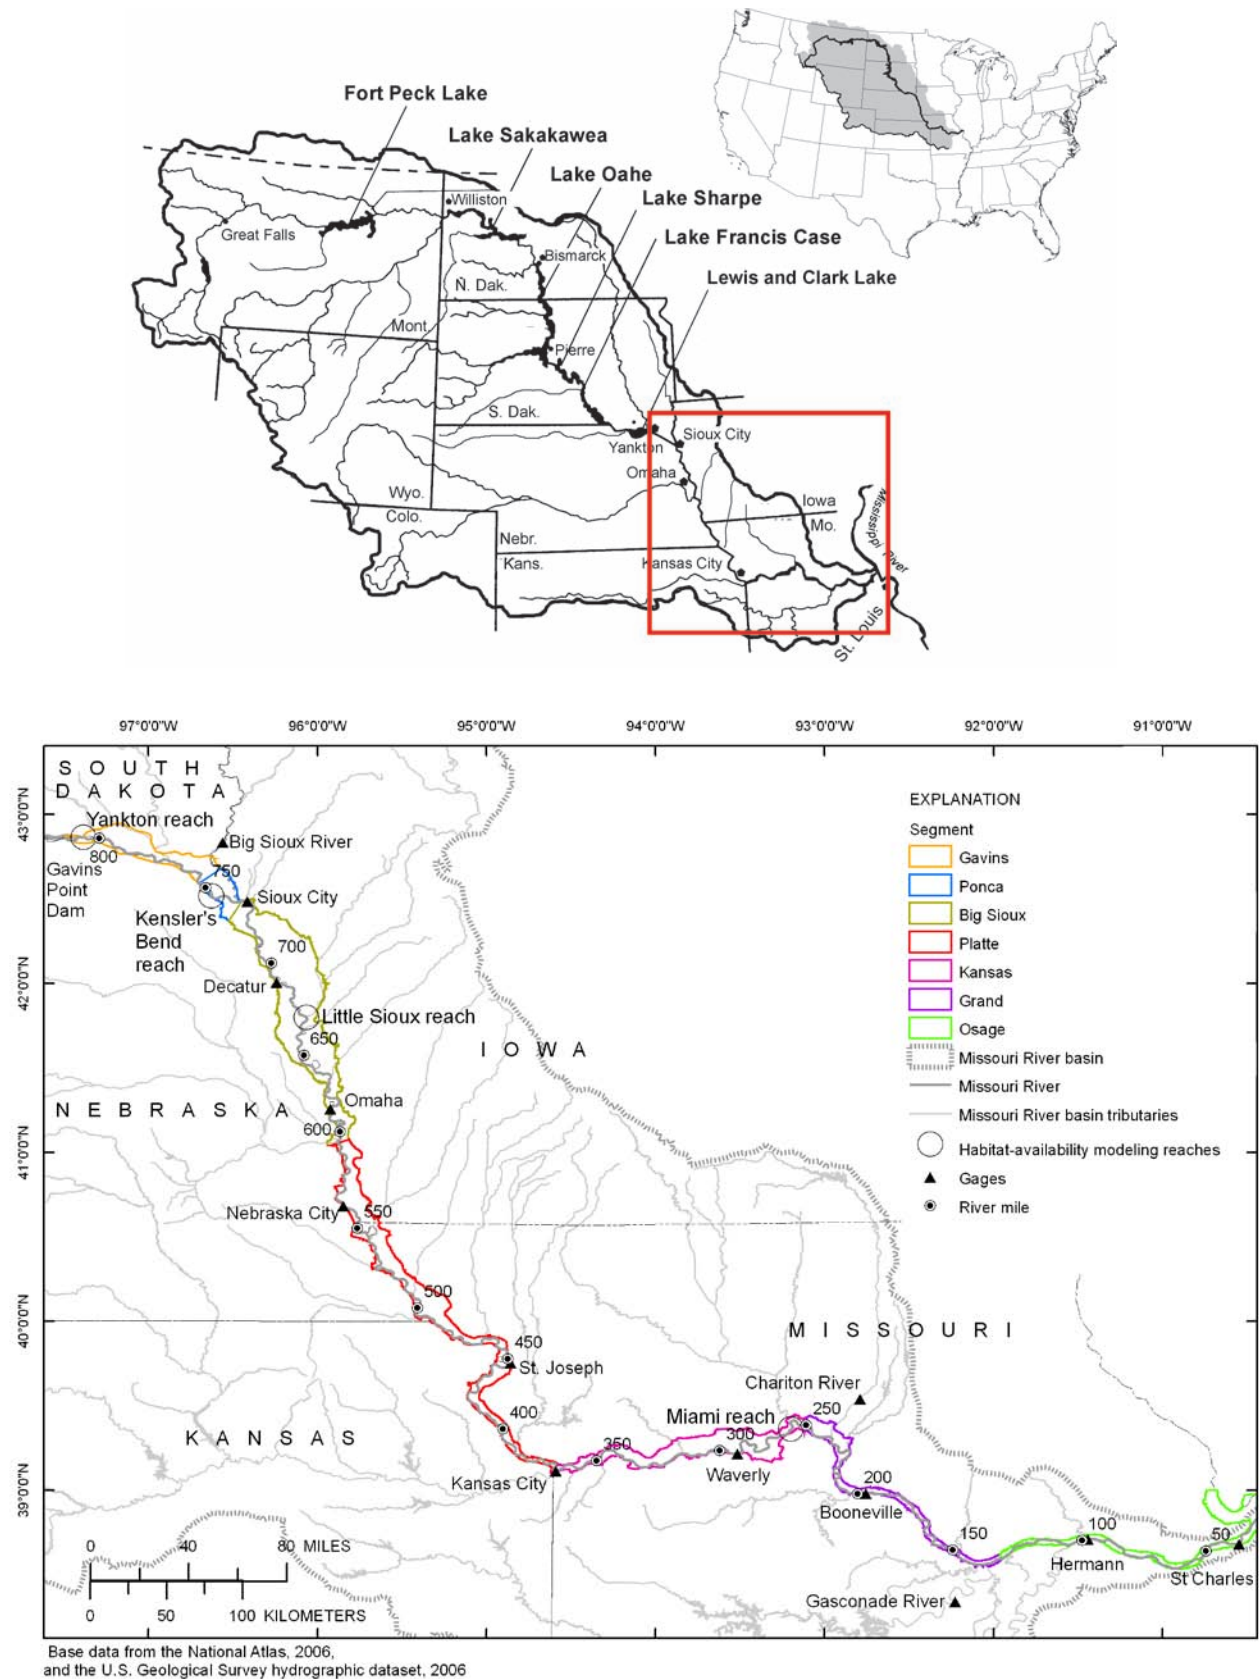 Fort Peck Lake
Lake Sakakawea
Lake Oahe
Lake Sharpe
Lake Francis Case
Lewis and Clark Lake
Williston
Great Falls
Bismarck
N. Dak.
Mont.
Pierre
S. Dak.
Yankton
Sioux City
Omaha
Wyo.
Colo.
Iowa
Mo.
Mississippi River
Nebr.
Kans.
Kansas City
St. Louis
97°0'0"W
96°0'0"W
95°0'0"W
94°0'0"W
93°0'0"W
92°0'0"W
91°0'0"W
43°0'0"N
42°0'0"N
41°0'0"N
40°0'0"N
39°0'0"N
SOUTH
DAKOTA
Yankton reach
800
Gavins
Point
Dam
Big Sioux River
750
Sioux City
Kensler's
Bend
reach
700
Decatur
Little Sioux reach
650
IOWA
NEBRASKA
Omaha
600
Nebraska City
550
500
450
St. Joseph
MISSOURI
400
KANSAS
Kansas City
350
Chariton River
Miami reach
250
300
Waverly
200
Booneville
150
100
Hermann
50
St Charles
Gasconade River
EXPLANATION
Segment
Gavins
Ponca
Big Sioux
Platte
Kansas
Grand
Osage
Missouri River basin
Missouri River
Missouri River basin tributaries
Habitat-availability modeling reaches
Gages
River mile
0 40 80 MILES
0 50 100 KILOMETERS
Base data from the National Atlas, 2006,
and the U.S. Geological Survey hydrographic dataset, 2006